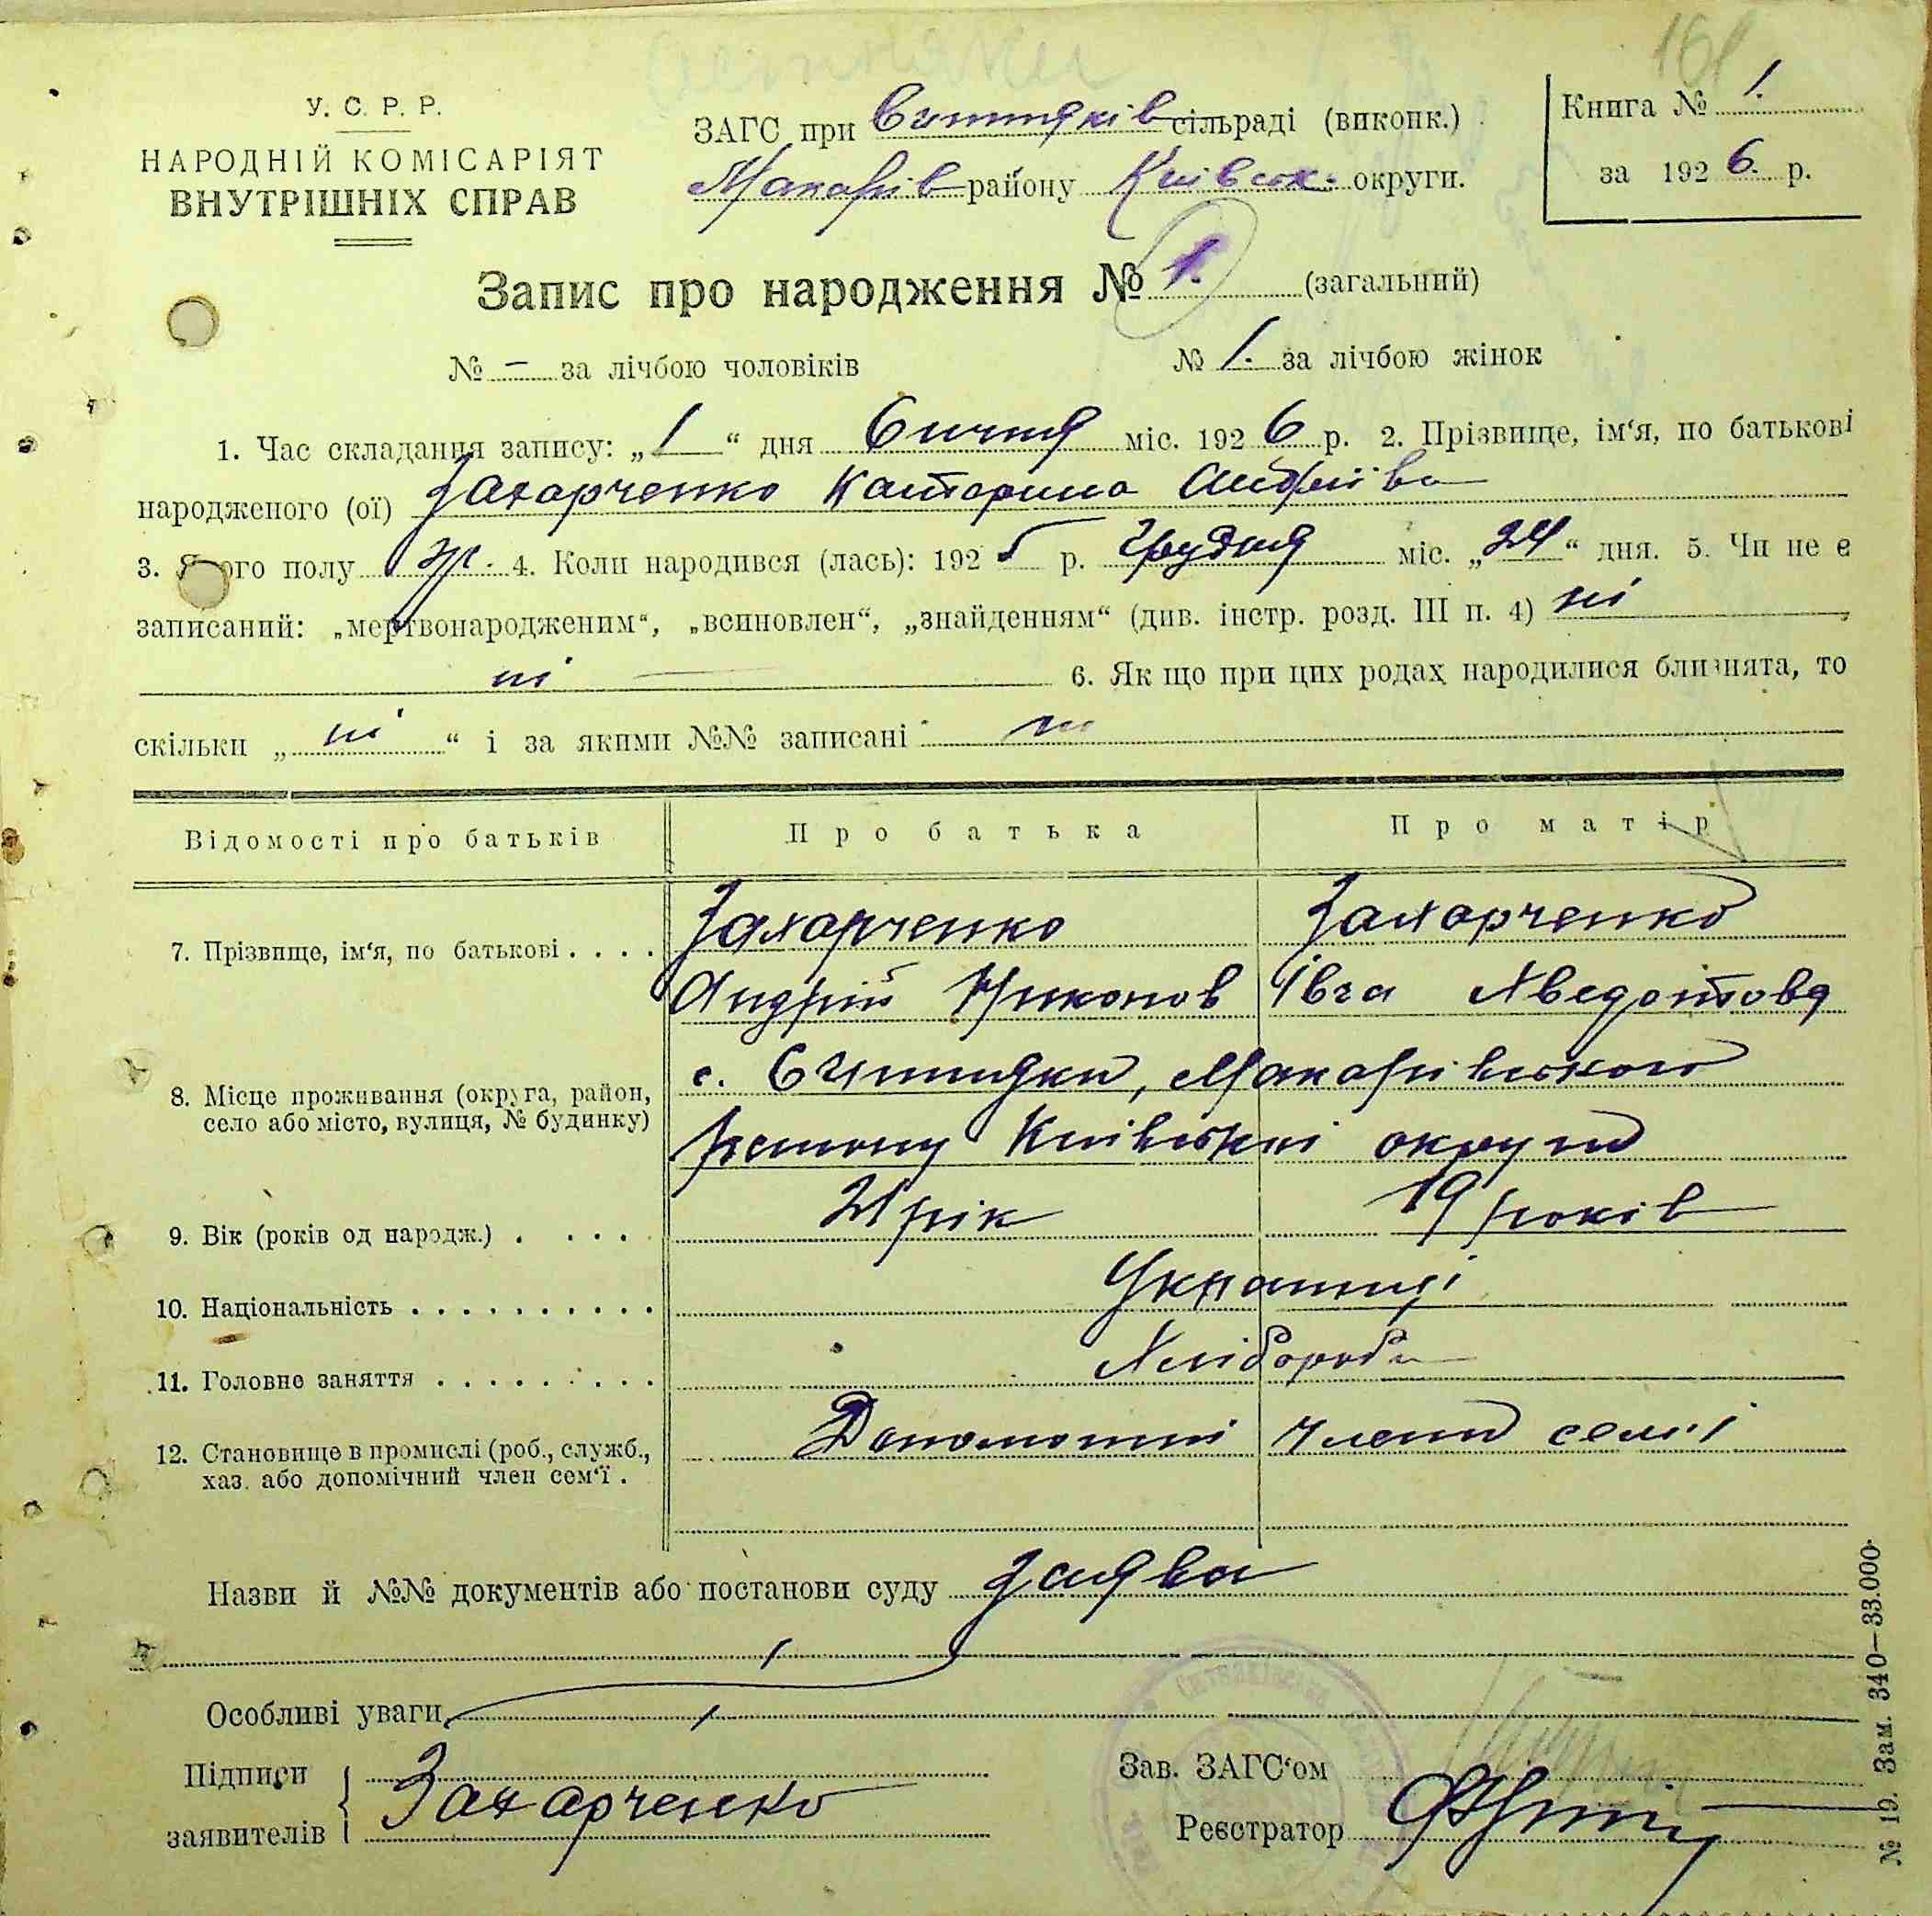 161
У. С. Р. Р.
НАРОДНІЙ КОМІСАРІЯТ
ВНУТРІШНІХ СПРАВ
ЗАГС при Ситняків сільраді (виконк.)
Макарів району Київськ. округи.
Книга № 1.
за 1926. р.
Запис про народження № 1. (загальний)
№ — за лічбою чоловіків
№ 1. за лічбою жінок
1. Час складання запису: „1“ дня Січня міс. 1926 р. 2. Прізвище, ім‘я, по батькові
народженого (ої) Захарченко Катарина Андріїва
3. Якого полу ж. 4. Коли народився (лась): 1925 р. Грудня міс. „24“ дня. 5. Чи не є
записаний: „мертвонародженим“, „всиновлен“, „знайденням“ (див. інстр. розд. III п. 4) ні
ні 6. Як що при цих родах народилися близнята, то
скільки „ні“ і за якими №№ записані ні
Відомості про батьків Про батька Про матір
7. Прізвище, ім‘я, по батькові . . . . Захарченко Захарченко
Андрій Никонов Івга Хведотова
8. Місце проживання (округа, район, село або місто, вулиця, № будинку) с. Ситняки, Макарівського
району Київської округи
9. Вік (років од народж.) . . . . 21 рік 19 років
10. Національність . . . . . . . . . . Українці
11. Головне заняття . . . . . . . . . Хлібороби
12. Становище в промислі (роб., служб., хаз. або допомічний член сем‘ї . Допоможні члени семї
Назви й №№ документів або постанови суду заява
Особливі уваги
Підписи
заявителів Захарченко
Зав. ЗАГС‘ом
Реєстратор
№ 19. Зам. 340—33.000